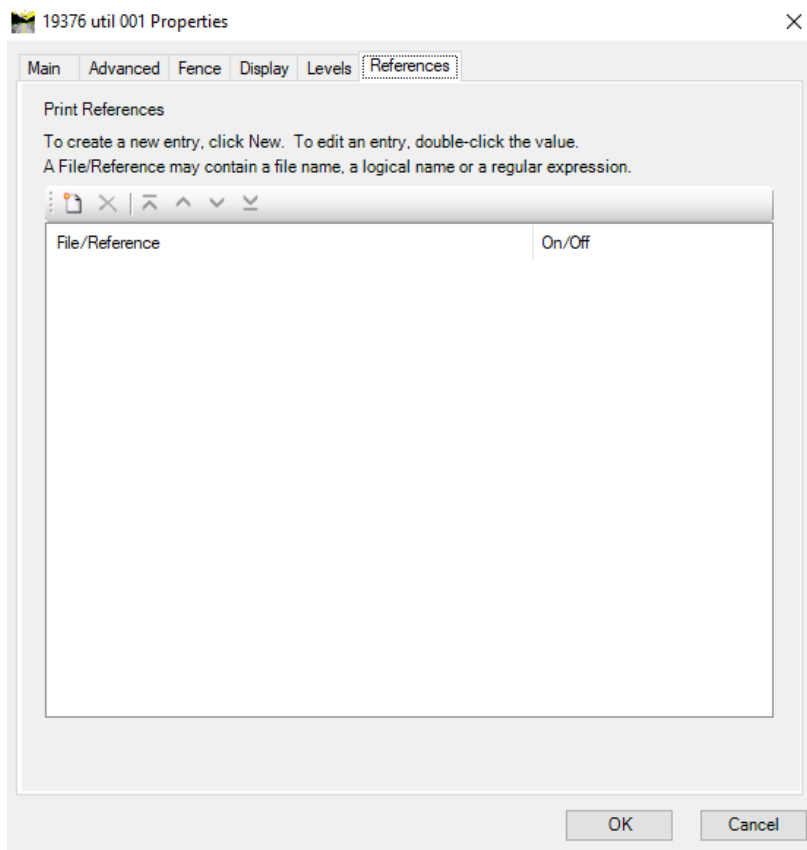 19376 util 001 Properties
Main Advanced Fence Display Levels References
Print References
To create a new entry, click New. To edit an entry, double-click the value.
A File/Reference may contain a file name, a logical name or a regular expression.
File/Reference On/Off
OK Cancel